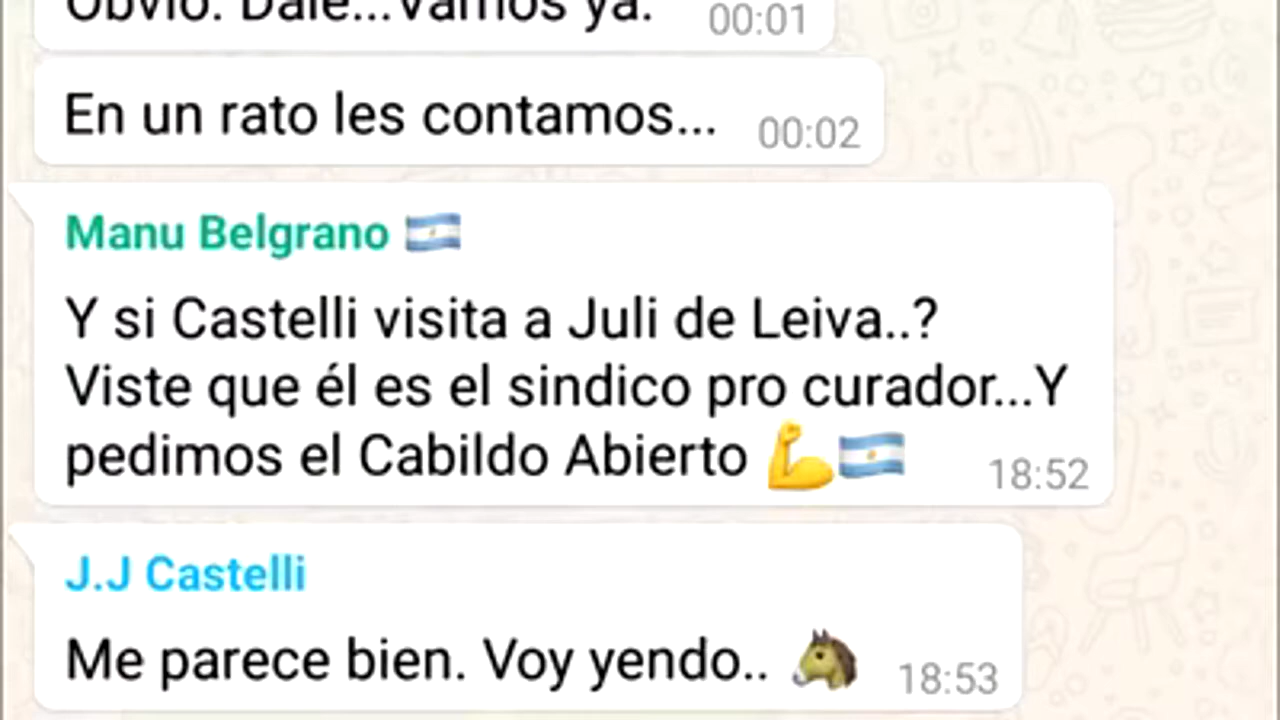 Obvio. Dale...Vamos ya. 00:01
En un rato les contamos... 00:02
Manu Belgrano 🇦🇷
Y si Castelli visita a Juli de Leiva..?
Viste que él es el sindico pro curador...Y
pedimos el Cabildo Abierto 💪🇦🇷 18:52
J.J Castelli
Me parece bien. Voy yendo.. 🐴 18:53